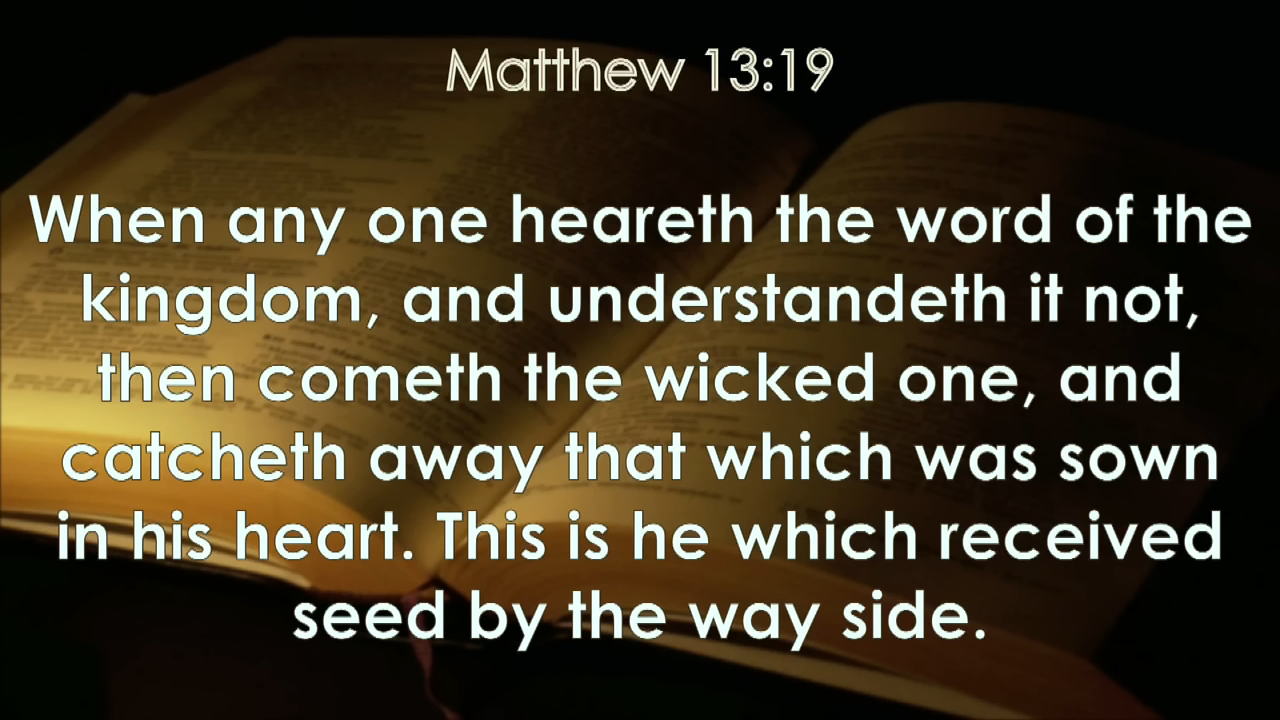 Matthew 13:19
When any one heareth the word of the
kingdom, and understandeth it not,
then cometh the wicked one, and
catcheth away that which was sown
in his heart. This is he which received
seed by the way side.